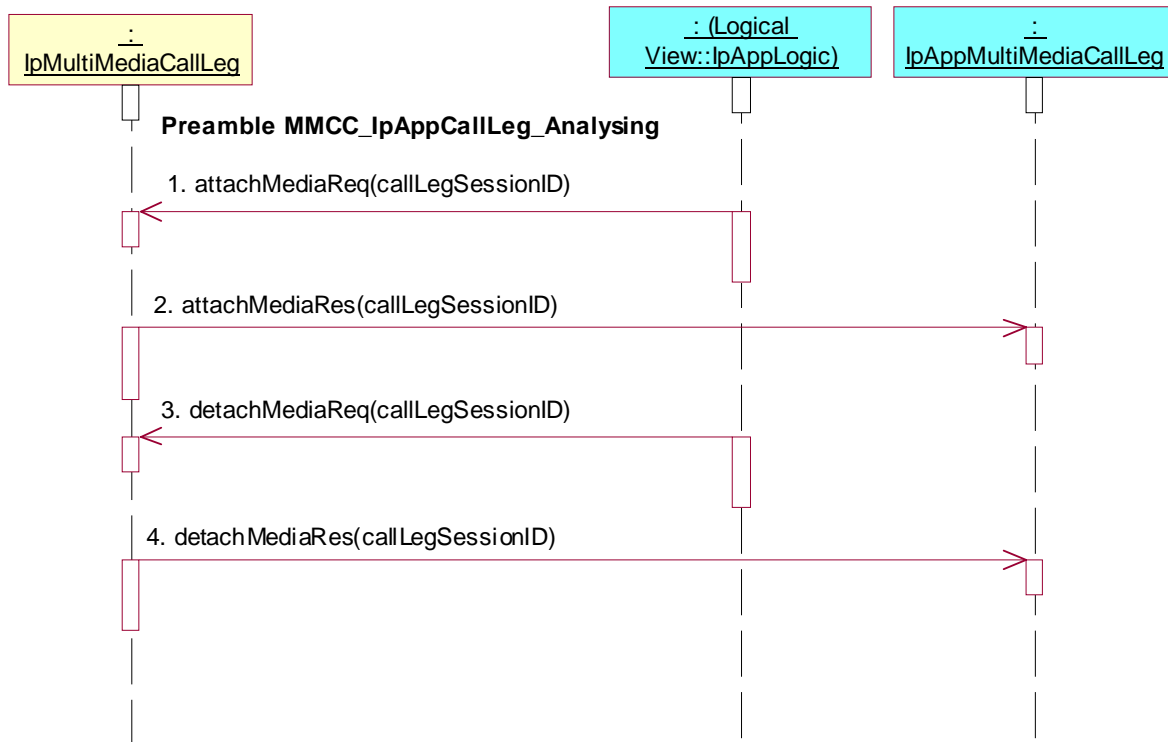 :
IpMultiMediaCallLeg
: (Logical
View::IpAppLogic)
:
IpAppMultiMediaCallLeg
Preamble MMCC_IpAppCallLeg_Analysing
1. attachMediaReq(callLegSessionID)
2. attachMediaRes(callLegSessionID)
3. detachMediaReq(callLegSessionID)
4. detachMediaRes(callLegSessionID)